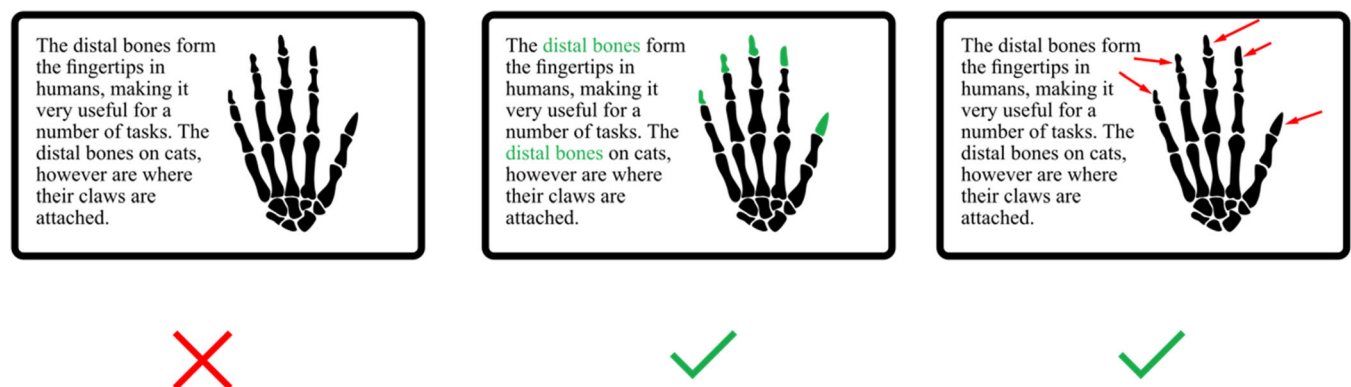 The distal bones form
the fingertips in
humans, making it
very useful for a
number of tasks. The
distal bones on cats,
however are where
their claws are
attached.
The distal bones form
the fingertips in
humans, making it
very useful for a
number of tasks. The
distal bones on cats,
however are where
their claws are
attached.
The distal bones form
the fingertips in
humans, making it
very useful for a
number of tasks. The
distal bones on cats,
however are where
their claws are
attached.